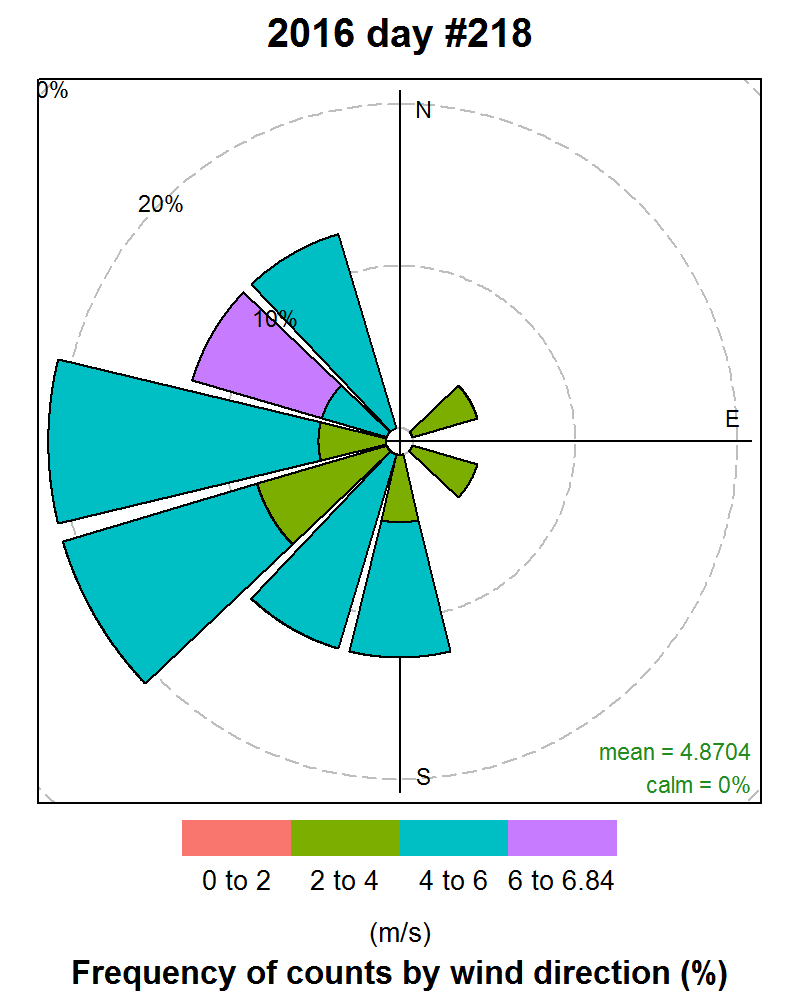 2016 day #218
0%
N
20%
10%
E
S
mean = 4.8704
calm = 0%
0 to 2 2 to 4 4 to 6 6 to 6.84
(m/s)
Frequency of counts by wind direction (%)